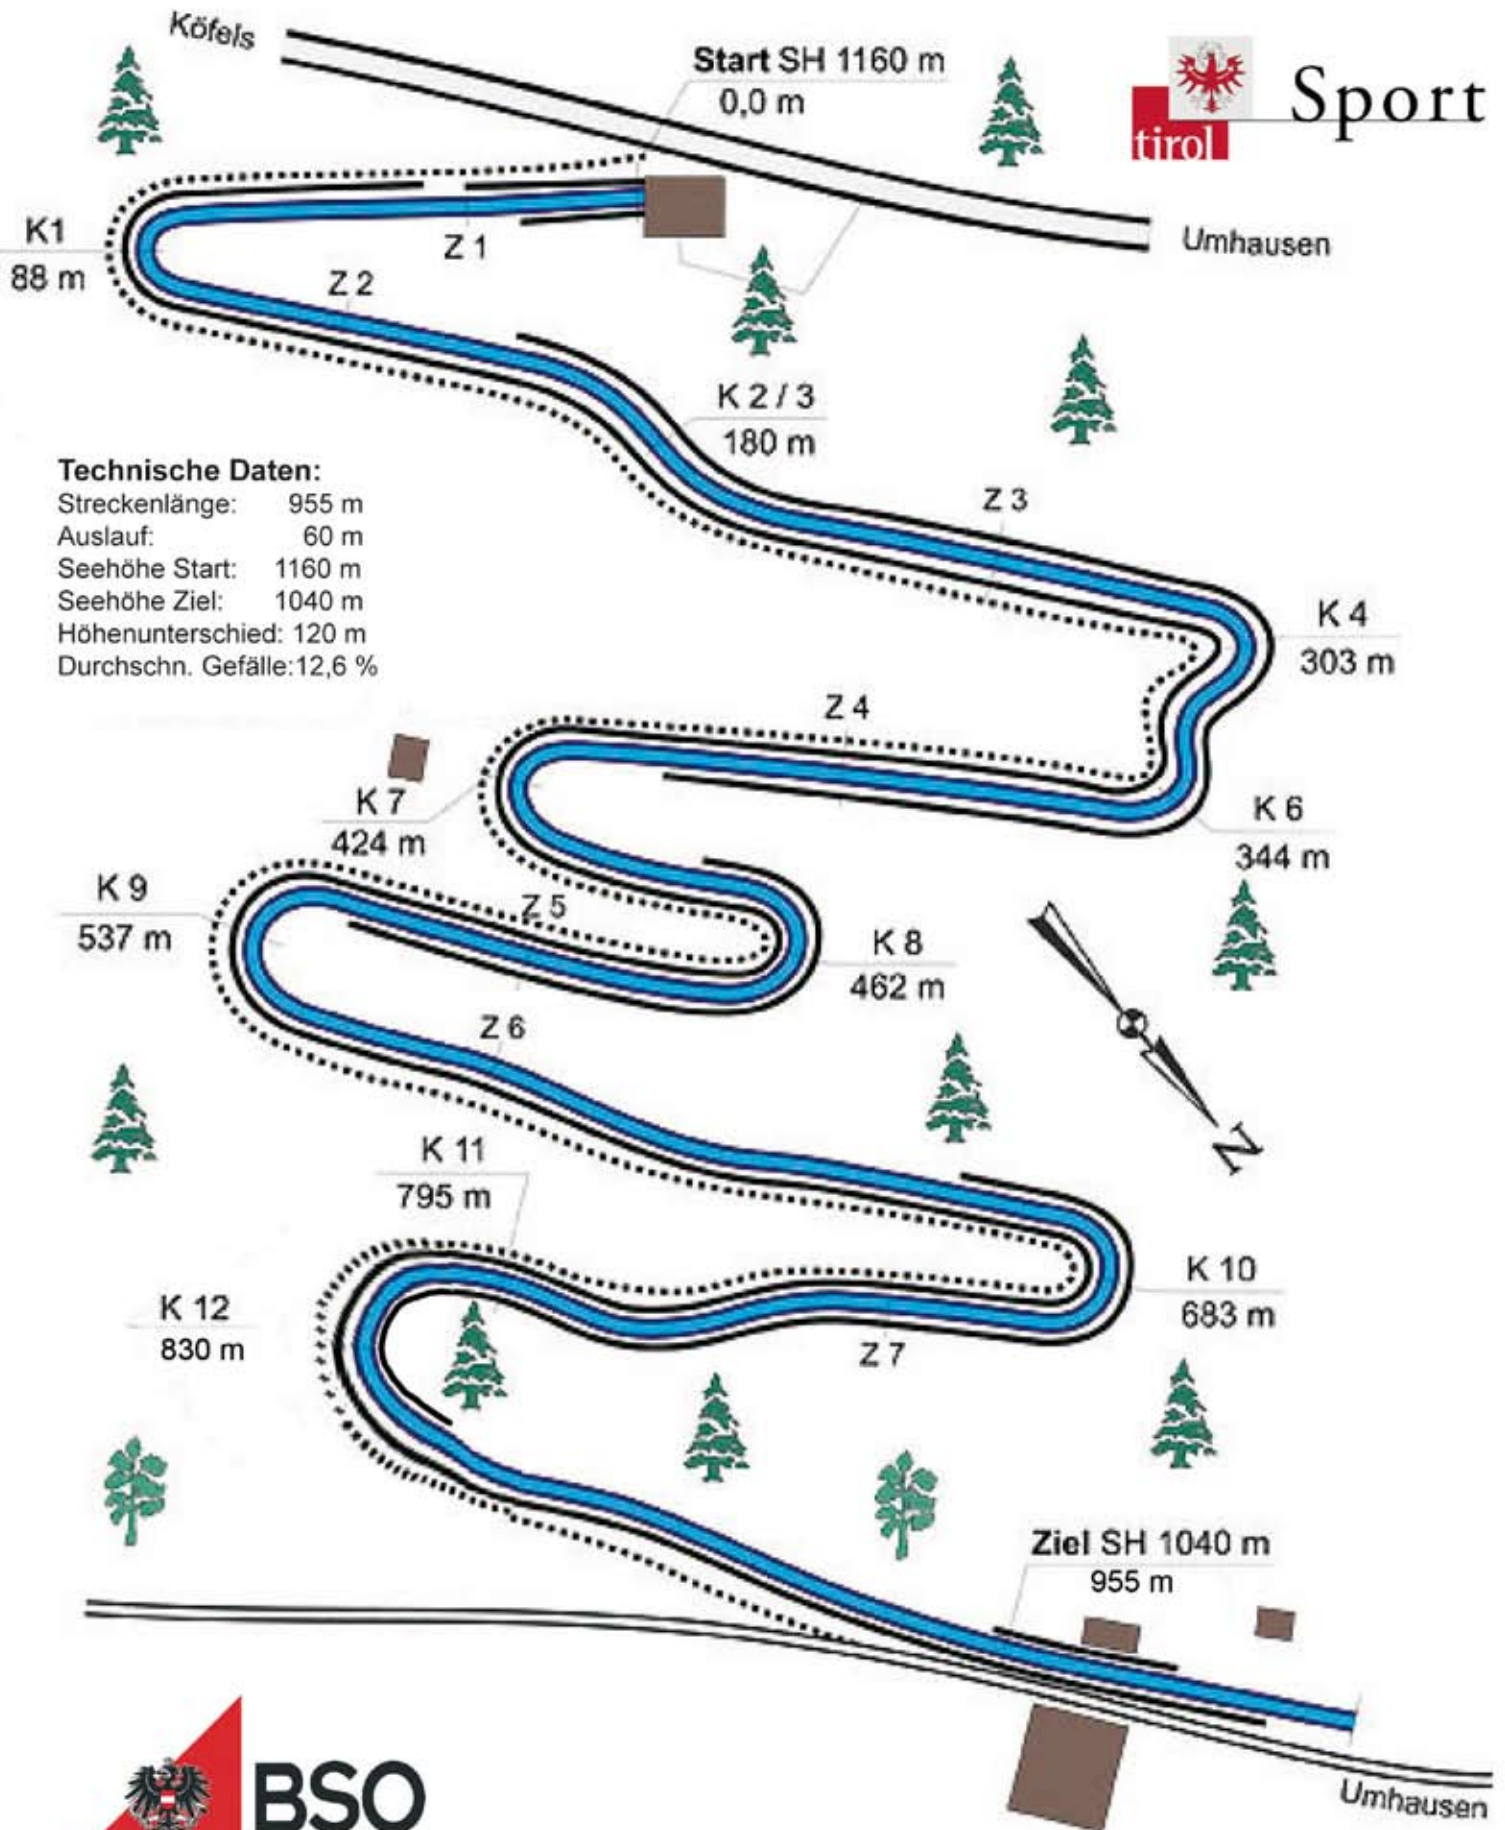 Köfels
Start SH 1160 m
0,0 m
tirol
Sport
Umhausen
K1
88 m
Z 1
Z 2
K 2 / 3
180 m
Technische Daten:
Streckenlänge: 955 m
Auslauf: 60 m
Seehöhe Start: 1160 m
Seehöhe Ziel: 1040 m
Höhenunterschied: 120 m
Durchschn. Gefälle:12,6 %
Z 3
K 4
303 m
Z 4
K 7
424 m
K 6
344 m
K 9
537 m
Z 5
K 8
462 m
Z 6
N
K 11
795 m
K 10
683 m
K 12
830 m
Z 7
Ziel SH 1040 m
955 m
Umhausen
BSO